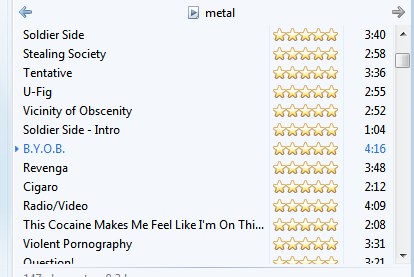 metal
Soldier Side 3:40
Stealing Society 2:58
Tentative 3:36
U-Fig 2:55
Vicinity of Obscenity 2:52
Soldier Side - Intro 1:04
B.Y.O.B. 4:16
Revenga 3:48
Cigaro 2:12
Radio/Video 4:09
This Cocaine Makes Me Feel Like I'm On Thi... 2:08
Violent Pornography 3:31
Question! 3:21